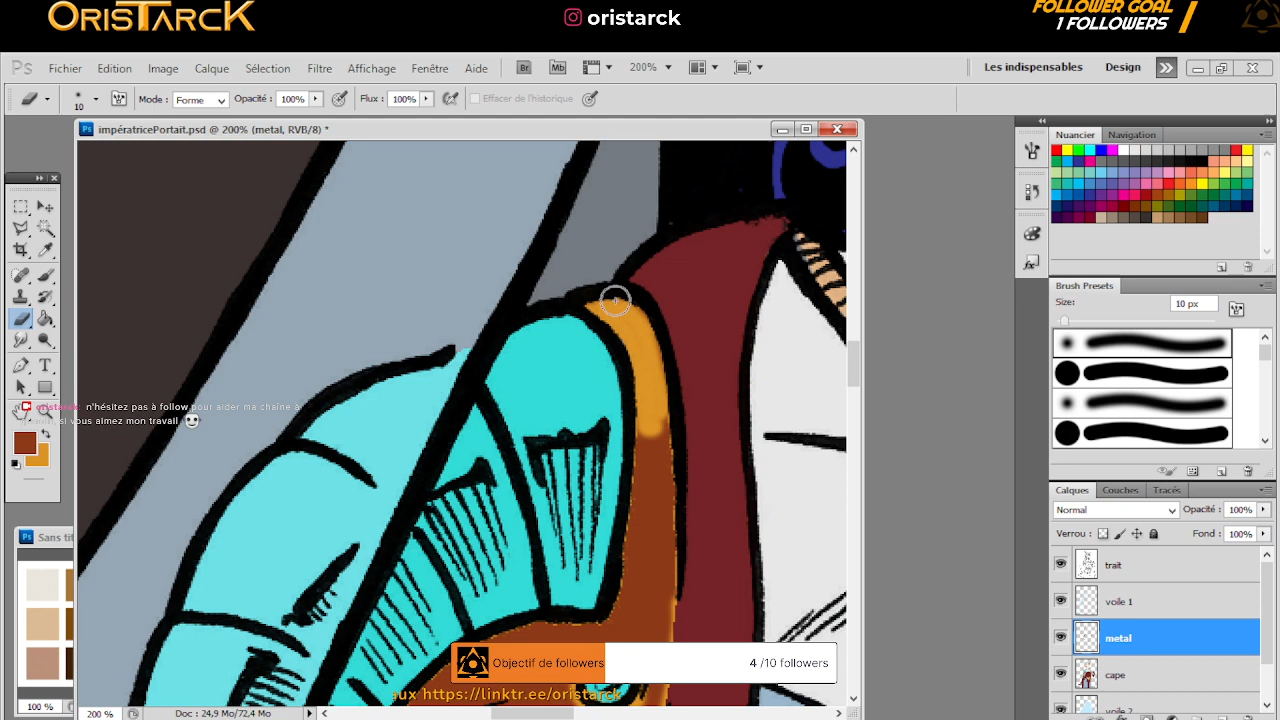 ORISTARCK
oristarck
FOLLOWER GOAL
1 FOLLOWERS
Ps Fichier Edition Image Calque Sélection Filtre Affichage Fenêtre Aide Br Mb 200% Les indispensables Design
10 Mode : Forme Opacité : 100% Flux : 100% Effacer de l'historique
Ps impératricePortait.psd @ 200% (metal, RVB/8) *
Nuancier Navigation
Brush Presets
Size: 10 px
oristarck: n'hésitez pas à follow pour aider ma chaîne à
si vous aimez mon travail
Calques Couches Tracés
Normal Opacité : 100%
Verrou : Fond : 100%
trait
voile 1
metal
cape
voile 2
Ps Sans tit
Objectif de followers 4 /10 followers
aux https://linktr.ee/oristarck
100 %
200 % Doc : 24,9 Mo/72,4 Mo